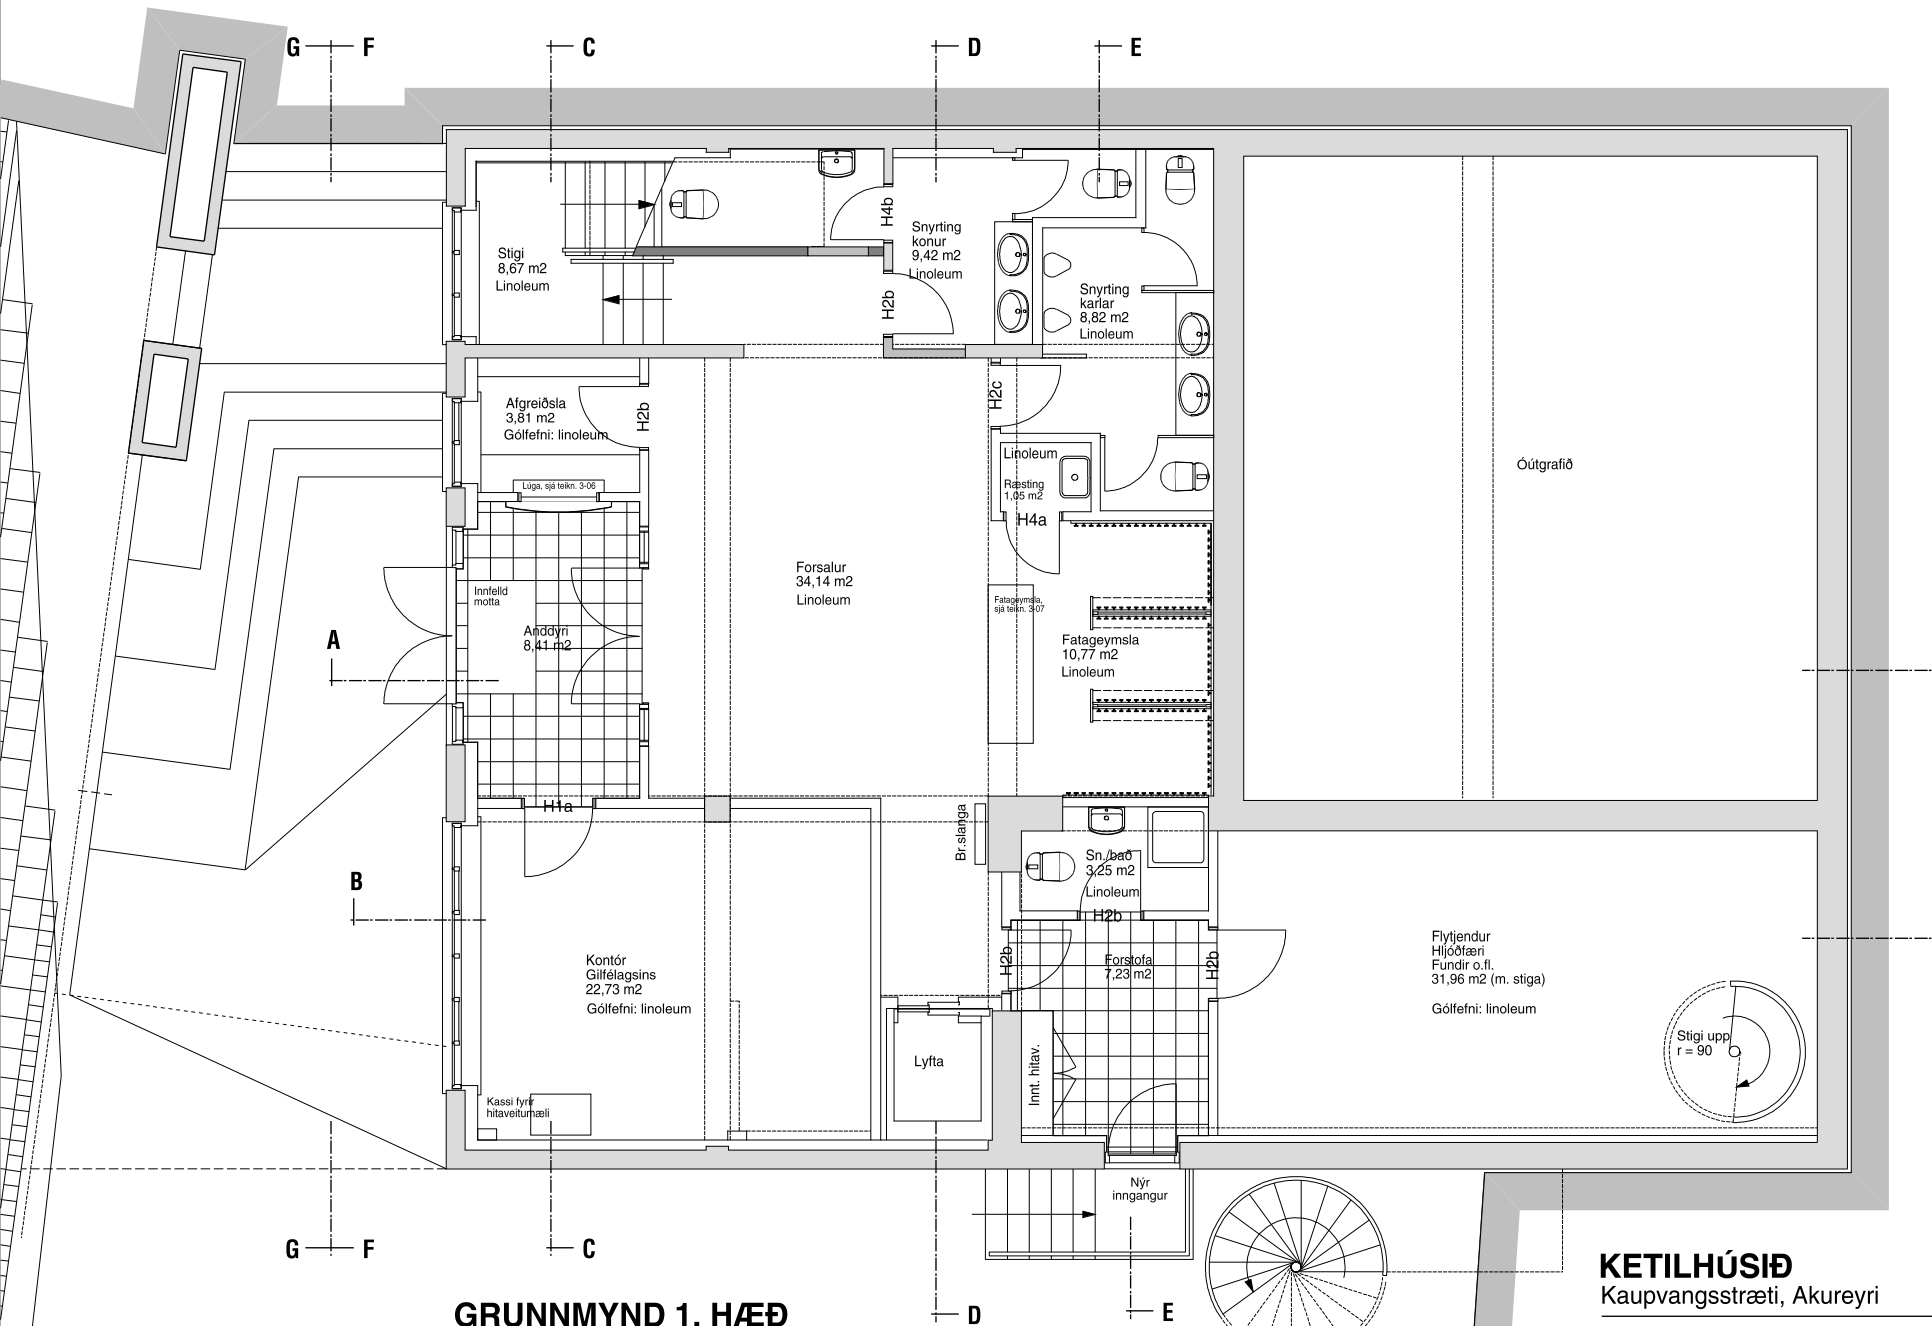 G F C D E
Stigi
8,67 m2
Linoleum
H4b
H2b
Snyrting
konur
9,42 m2
Linoleum
Snyrting
karlar
8,82 m2
Linoleum
Afgreiðsla
3,81 m2
Gólfefni: linoleum
H2b
H2c
Lúga, sjá teikn. 3-06
Linoleum
Ræsting
1,05 m2
H4a
Óútgrafið
Innfelld
motta
Anddyri
8,41 m2
A
Forsalur
34,14 m2
Linoleum
Fatageymsla,
sjá teikn. 3-07
Fatageymsla
10,77 m2
Linoleum
H1a
Br.slanga
Sn./bað
3,25 m2
Linoleum
H2b
B
Kontór
Gilfélagsins
22,73 m2
Gólfefni: linoleum
H2b
Forstofa
7,23 m2
H2b
Flytjendur
Hljóðfæri
Fundir o.fl.
31,96 m2 (m. stiga)
Gólfefni: linoleum
Stigi upp
r = 90
Lyfta
Innt. hitav.
Kassi fyrir
hitaveitumæli
Nýr
inngangur
G F C D E
GRUNNMYND 1. HÆÐ
KETILHÚSIÐ
Kaupvangsstræti, Akureyri